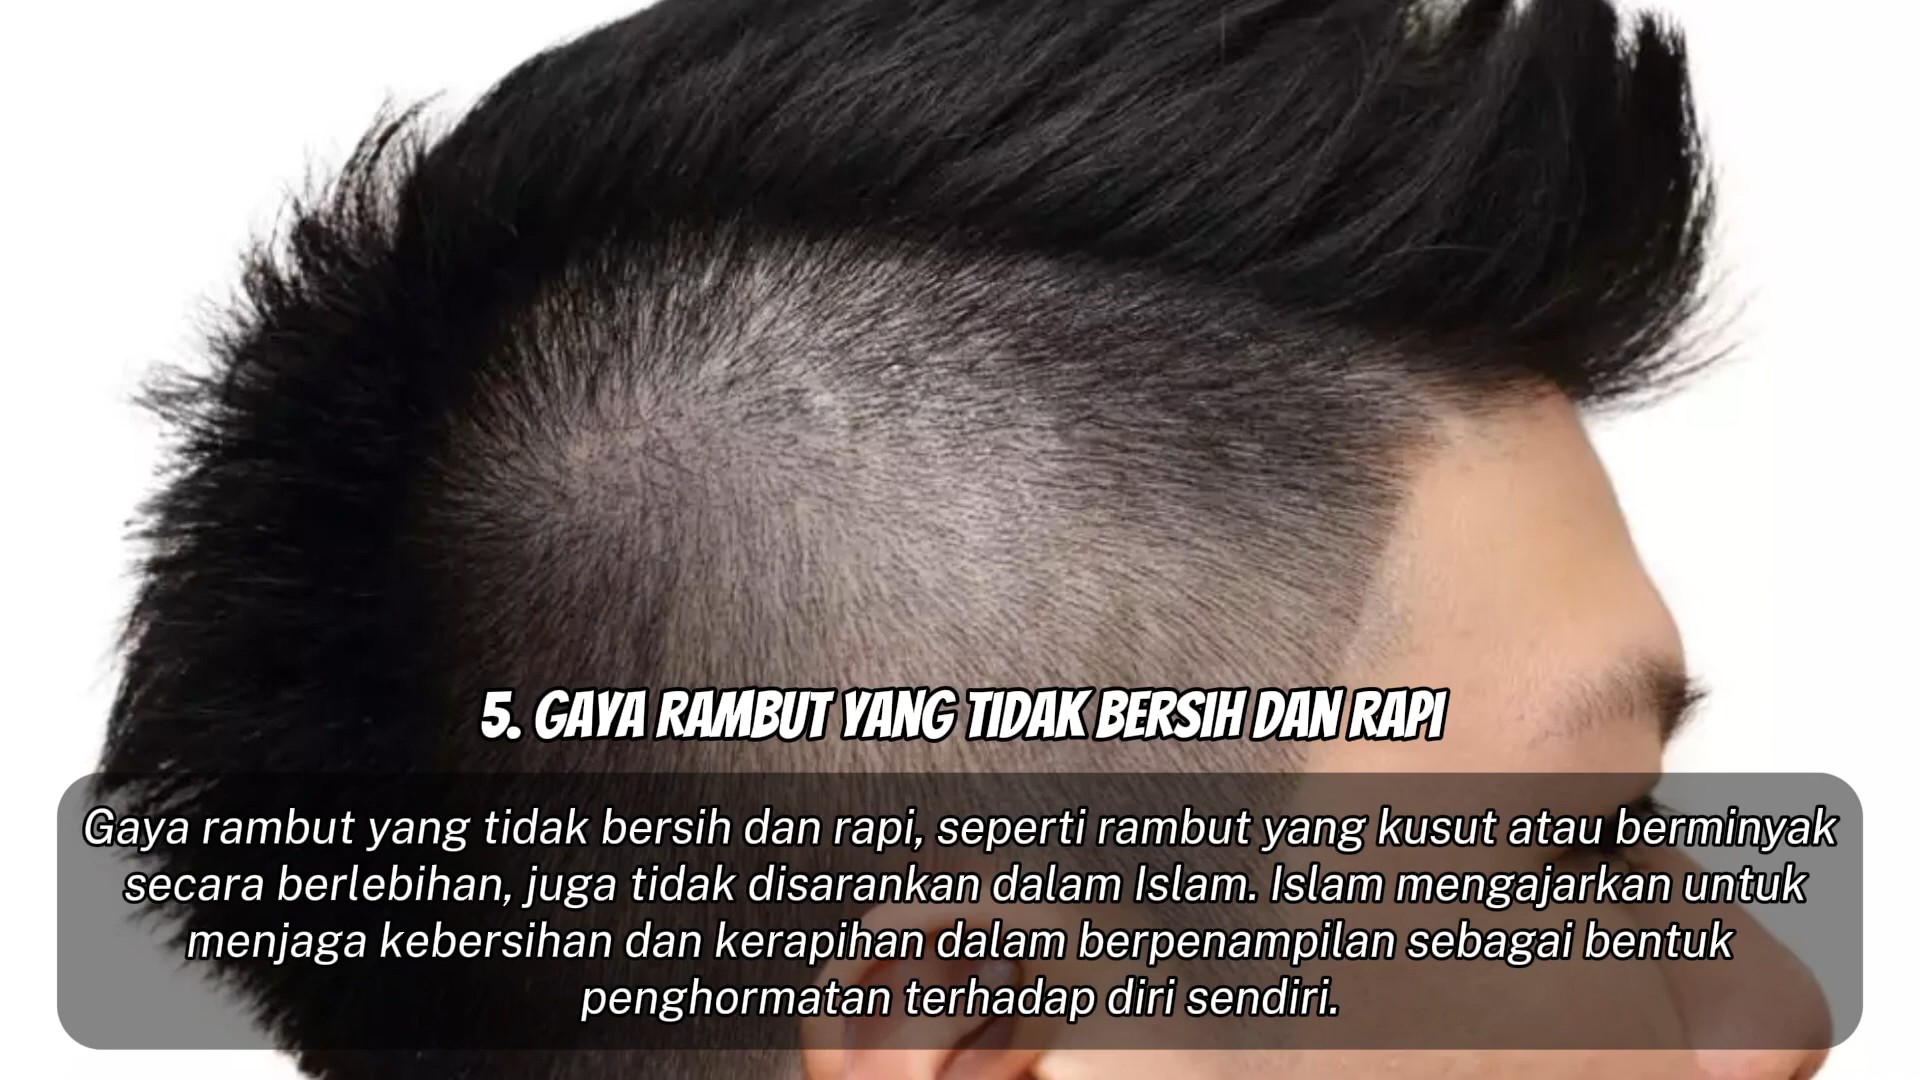 5. GAYA RAMBUT YANG TIDAK BERSIH DAN RAPI
Gaya rambut yang tidak bersih dan rapi, seperti rambut yang kusut atau berminyak
secara berlebihan, juga tidak disarankan dalam Islam. Islam mengajarkan untuk
menjaga kebersihan dan kerapihan dalam berpenampilan sebagai bentuk
penghormatan terhadap diri sendiri.